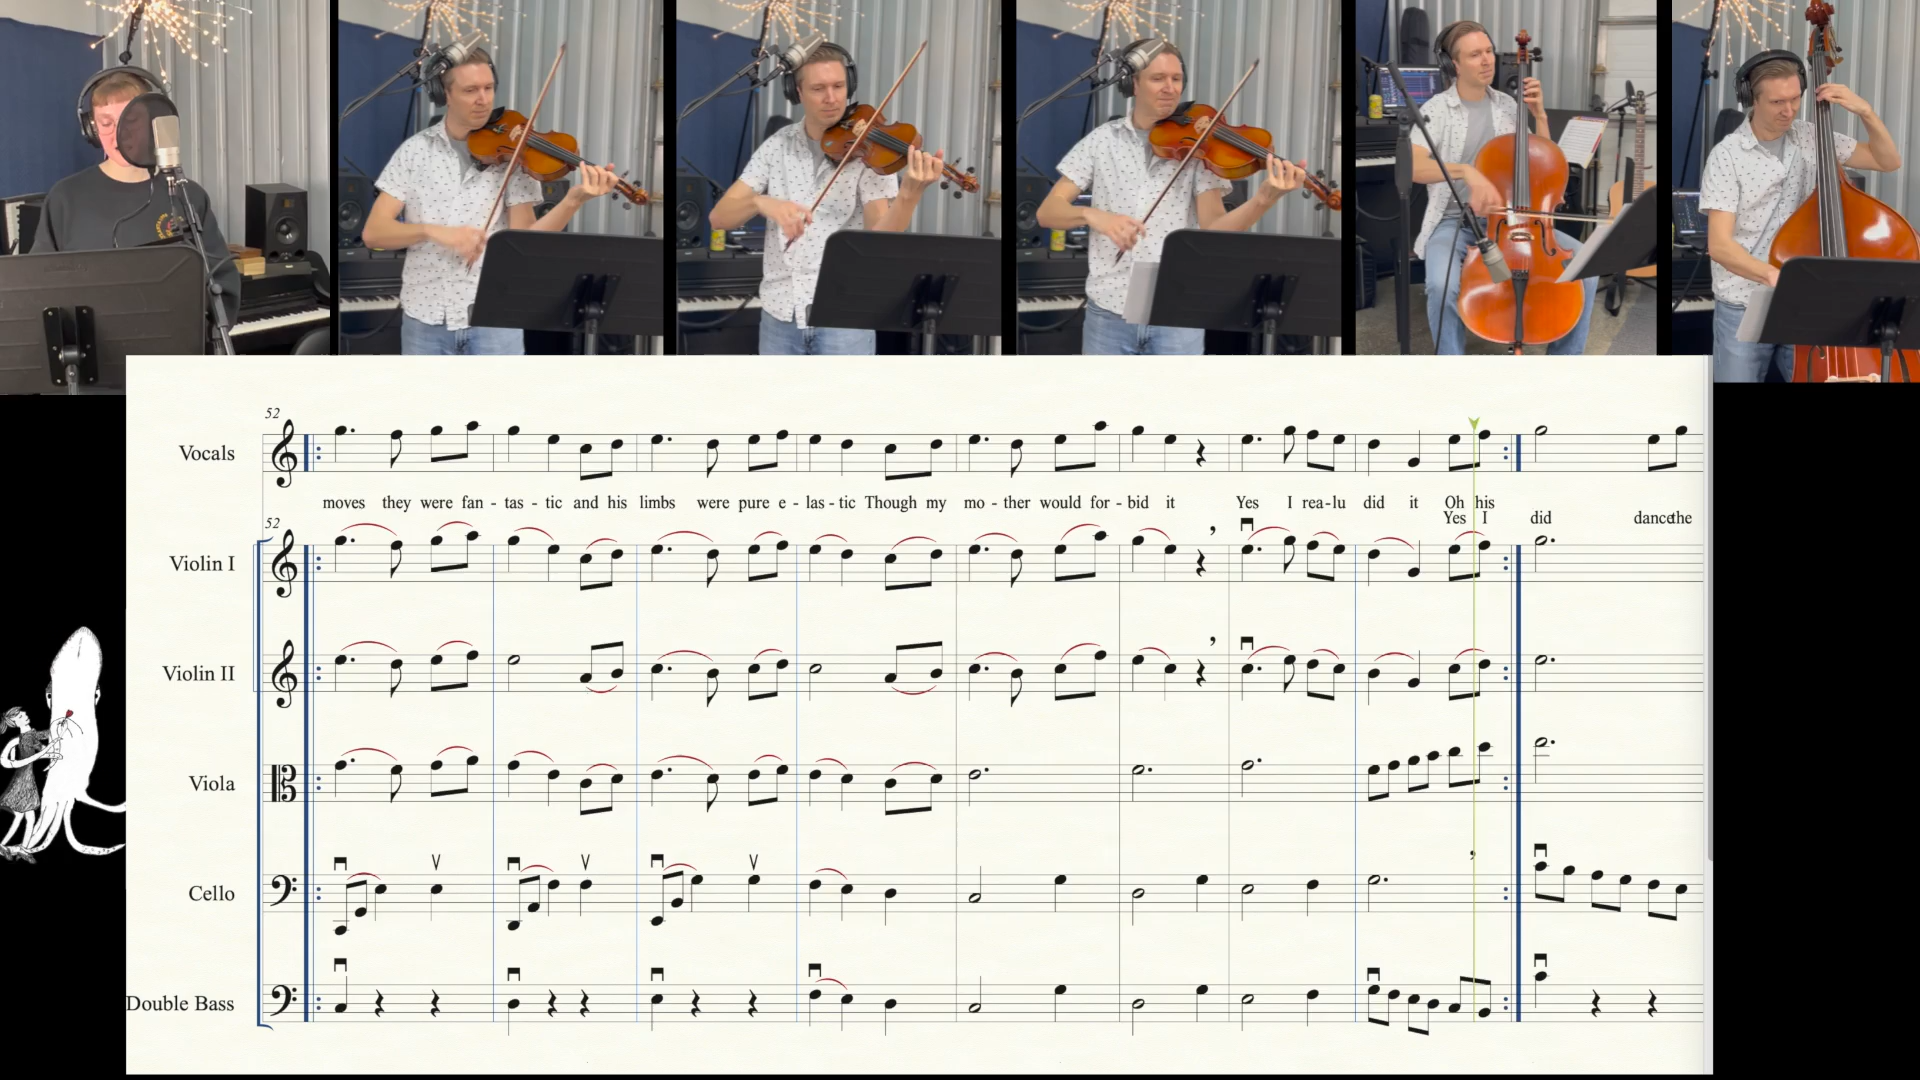 52
Vocals
moves they were fan - tas - tic and his limbs were pure e - las - tic Though my mo - ther would for - bid it Yes I rea - lu did it Oh his
Yes I did dance the
52
Violin I
Violin II
Viola
Cello
Double Bass